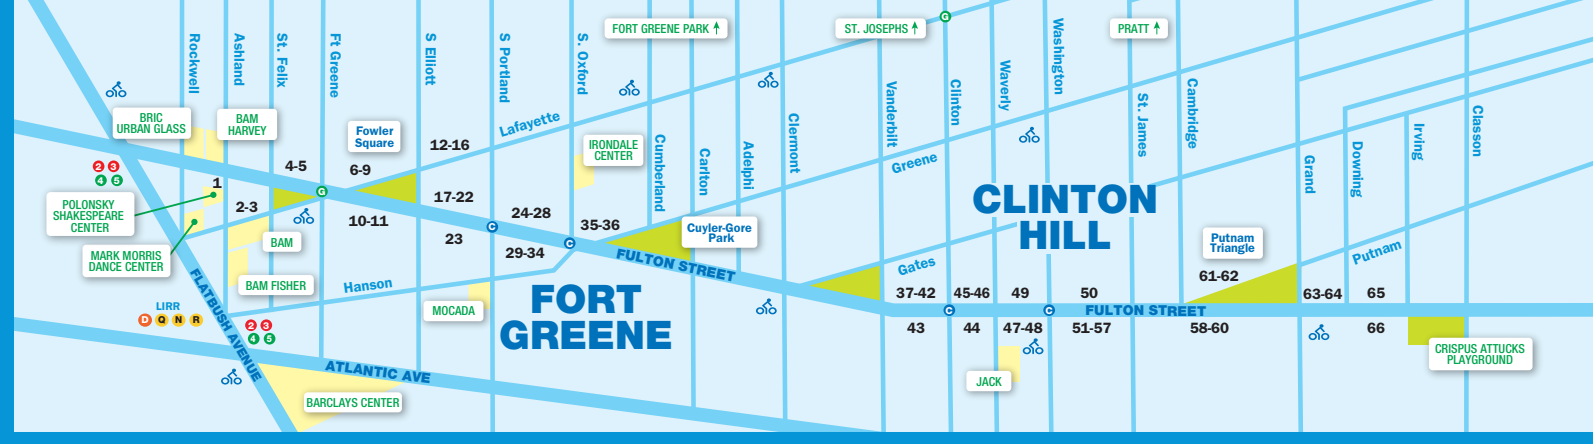 FORT GREENE PARK
ST. JOSEPHS
G
PRATT
Rockwell
Ashland
St. Felix
Ft Greene
S Elliott
S Portland
S. Oxford
Cumberland
Carlton
Adelphi
Clermont
Vanderbilt
Clinton
Waverly
Washington
St. James
Cambridge
Grand
Downing
Irving
Classon
BRIC
URBAN GLASS
BAM
HARVEY
Fowler
Square
Lafayette
IRONDALE
CENTER
Greene
2 3
4 5
4-5
6-9
12-16
1
G
POLONSKY
SHAKESPEARE
CENTER
2-3
10-11
17-22
23
C
24-28
29-34
C
35-36
Cuyler-Gore
Park
CLINTON
HILL
Putnam
Triangle
Putnam
BAM
MARK MORRIS
DANCE CENTER
BAM FISHER
Hanson
FULTON STREET
Gates
61-62
37-42
45-46
49
50
63-64
65
FLATBUSH AVENUE
LIRR
D Q N R
2 3
4 5
MOCADA
FORT
GREENE
C
C
FULTON STREET
43
44
47-48
51-57
58-60
66
CRISPUS ATTUCKS
PLAYGROUND
JACK
ATLANTIC AVE
BARCLAYS CENTER